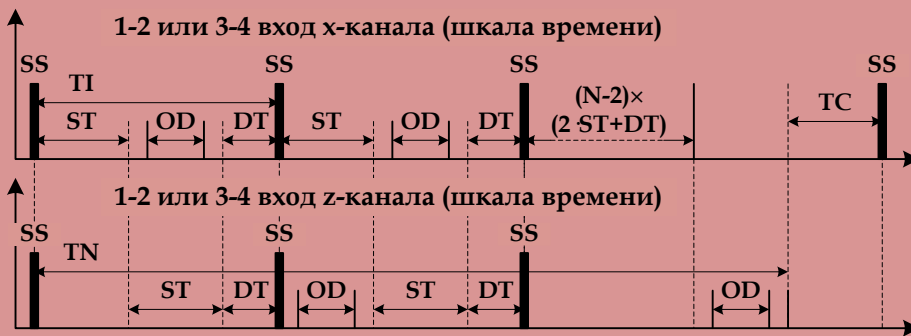 1-2 или 3-4 вход x-канала (шкала времени)
SS SS SS SS
TI (N-2)× TC
ST OD DT ST OD DT (2·ST+DT)
1-2 или 3-4 вход z-канала (шкала времени)
SS SS SS
TN
ST DT OD ST DT OD